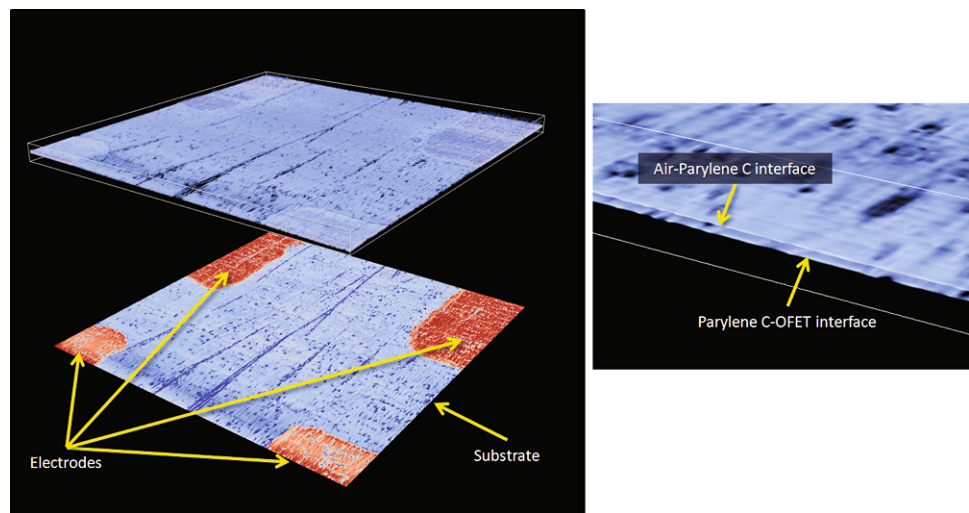 Electrodes
Substrate
Air-Parylene C interface
Parylene C-OFET interface